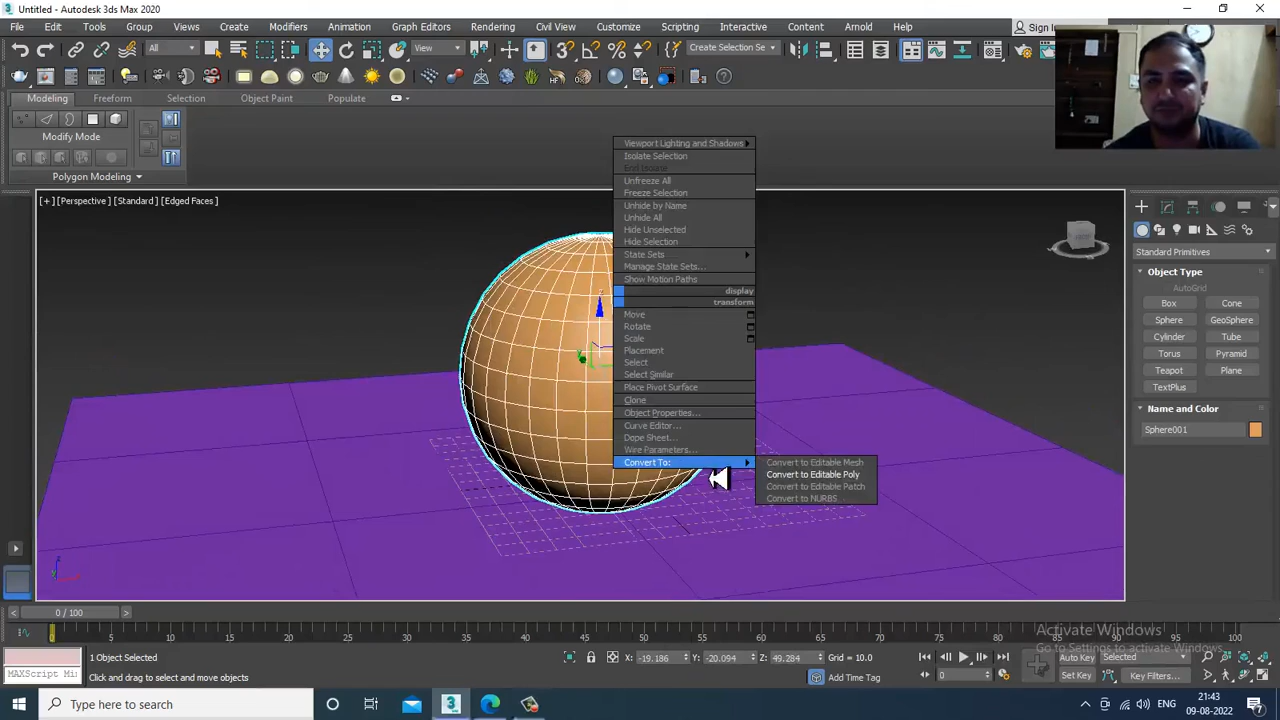 Untitled - Autodesk 3ds Max 2020
File Edit Tools Group Views Create Modifiers Animation Graph Editors Rendering Civil View Customize Scripting Interactive Content Arnold Help Sign In
All View Create Selection Se
Modeling Freeform Selection Object Paint Populate
Modify Mode
Polygon Modeling
[+] [Perspective] [Standard] [Edged Faces]
Viewport Lighting and Shadows
Isolate Selection
End Isolate
Unfreeze All
Freeze Selection
Unhide by Name
Unhide All
Hide Unselected
Hide Selection
State Sets
Manage State Sets...
Show Motion Paths
display
transform
Move
Rotate
Scale
Placement
Select
Select Similar
Place Pivot Surface
Clone
Object Properties...
Curve Editor...
Dope Sheet...
Wire Parameters...
Convert To:
Convert to Editable Mesh
Convert to Editable Poly
Convert to Editable Patch
Convert to NURBS
Standard Primitives
Object Type
AutoGrid
Box Cone
Sphere GeoSphere
Cylinder Tube
Torus Pyramid
Teapot Plane
TextPlus
Name and Color
Sphere001
0 / 100
0 5 10 15 20 25 30 35 40 45 50 55 60 65 70 75 80 85 90 95 100
Activate Windows
Go to Settings to activate Windows.
1 Object Selected
X: -19.186 Y: -20.094 Z: 49.284 Grid = 10.0
Auto Key Selected
MAXScript Mi
Click and drag to select and move objects
Add Time Tag
0
Set Key Key Filters...
Type here to search
21:43
09-08-2022
7